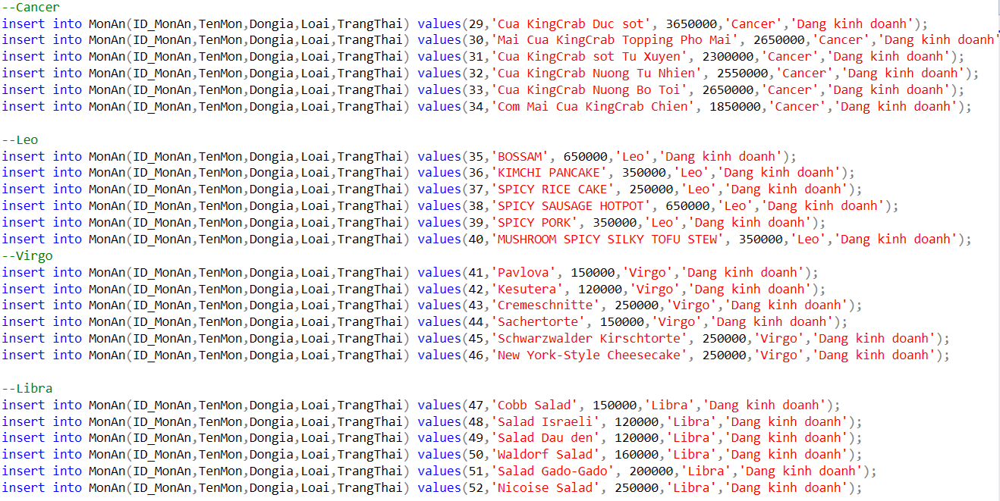 --Cancer
insert into MonAn(ID_MonAn,TenMon,Dongia,Loai,TrangThai) values(29,'Cua KingCrab Duc sot', 3650000,'Cancer','Dang kinh doanh');
insert into MonAn(ID_MonAn,TenMon,Dongia,Loai,TrangThai) values(30,'Mai Cua KingCrab Topping Pho Mai', 2650000,'Cancer','Dang kinh doanh'
insert into MonAn(ID_MonAn,TenMon,Dongia,Loai,TrangThai) values(31,'Cua KingCrab sot Tu Xuyen', 2300000,'Cancer','Dang kinh doanh');
insert into MonAn(ID_MonAn,TenMon,Dongia,Loai,TrangThai) values(32,'Cua KingCrab Nuong Tu Nhien', 2550000,'Cancer','Dang kinh doanh');
insert into MonAn(ID_MonAn,TenMon,Dongia,Loai,TrangThai) values(33,'Cua KingCrab Nuong Bo Toi', 2650000,'Cancer','Dang kinh doanh');
insert into MonAn(ID_MonAn,TenMon,Dongia,Loai,TrangThai) values(34,'Com Mai Cua KingCrab Chien', 1850000,'Cancer','Dang kinh doanh');
--Leo
insert into MonAn(ID_MonAn,TenMon,Dongia,Loai,TrangThai) values(35,'BOSSAM', 650000,'Leo','Dang kinh doanh');
insert into MonAn(ID_MonAn,TenMon,Dongia,Loai,TrangThai) values(36,'KIMCHI PANCAKE', 350000,'Leo','Dang kinh doanh');
insert into MonAn(ID_MonAn,TenMon,Dongia,Loai,TrangThai) values(37,'SPICY RICE CAKE', 250000,'Leo','Dang kinh doanh');
insert into MonAn(ID_MonAn,TenMon,Dongia,Loai,TrangThai) values(38,'SPICY SAUSAGE HOTPOT', 650000,'Leo','Dang kinh doanh');
insert into MonAn(ID_MonAn,TenMon,Dongia,Loai,TrangThai) values(39,'SPICY PORK', 350000,'Leo','Dang kinh doanh');
insert into MonAn(ID_MonAn,TenMon,Dongia,Loai,TrangThai) values(40,'MUSHROOM SPICY SILKY TOFU STEW', 350000,'Leo','Dang kinh doanh');
--Virgo
insert into MonAn(ID_MonAn,TenMon,Dongia,Loai,TrangThai) values(41,'Pavlova', 150000,'Virgo','Dang kinh doanh');
insert into MonAn(ID_MonAn,TenMon,Dongia,Loai,TrangThai) values(42,'Kesutera', 120000,'Virgo','Dang kinh doanh');
insert into MonAn(ID_MonAn,TenMon,Dongia,Loai,TrangThai) values(43,'Cremeschnitte', 250000,'Virgo','Dang kinh doanh');
insert into MonAn(ID_MonAn,TenMon,Dongia,Loai,TrangThai) values(44,'Sachertorte', 150000,'Virgo','Dang kinh doanh');
insert into MonAn(ID_MonAn,TenMon,Dongia,Loai,TrangThai) values(45,'Schwarzwalder Kirschtorte', 250000,'Virgo','Dang kinh doanh');
insert into MonAn(ID_MonAn,TenMon,Dongia,Loai,TrangThai) values(46,'New York-Style Cheesecake', 250000,'Virgo','Dang kinh doanh');
--Libra
insert into MonAn(ID_MonAn,TenMon,Dongia,Loai,TrangThai) values(47,'Cobb Salad', 150000,'Libra','Dang kinh doanh');
insert into MonAn(ID_MonAn,TenMon,Dongia,Loai,TrangThai) values(48,'Salad Israeli', 120000,'Libra','Dang kinh doanh');
insert into MonAn(ID_MonAn,TenMon,Dongia,Loai,TrangThai) values(49,'Salad Dau den', 120000,'Libra','Dang kinh doanh');
insert into MonAn(ID_MonAn,TenMon,Dongia,Loai,TrangThai) values(50,'Waldorf Salad', 160000,'Libra','Dang kinh doanh');
insert into MonAn(ID_MonAn,TenMon,Dongia,Loai,TrangThai) values(51,'Salad Gado-Gado', 200000,'Libra','Dang kinh doanh');
insert into MonAn(ID_MonAn,TenMon,Dongia,Loai,TrangThai) values(52,'Nicoise Salad', 250000,'Libra','Dang kinh doanh');